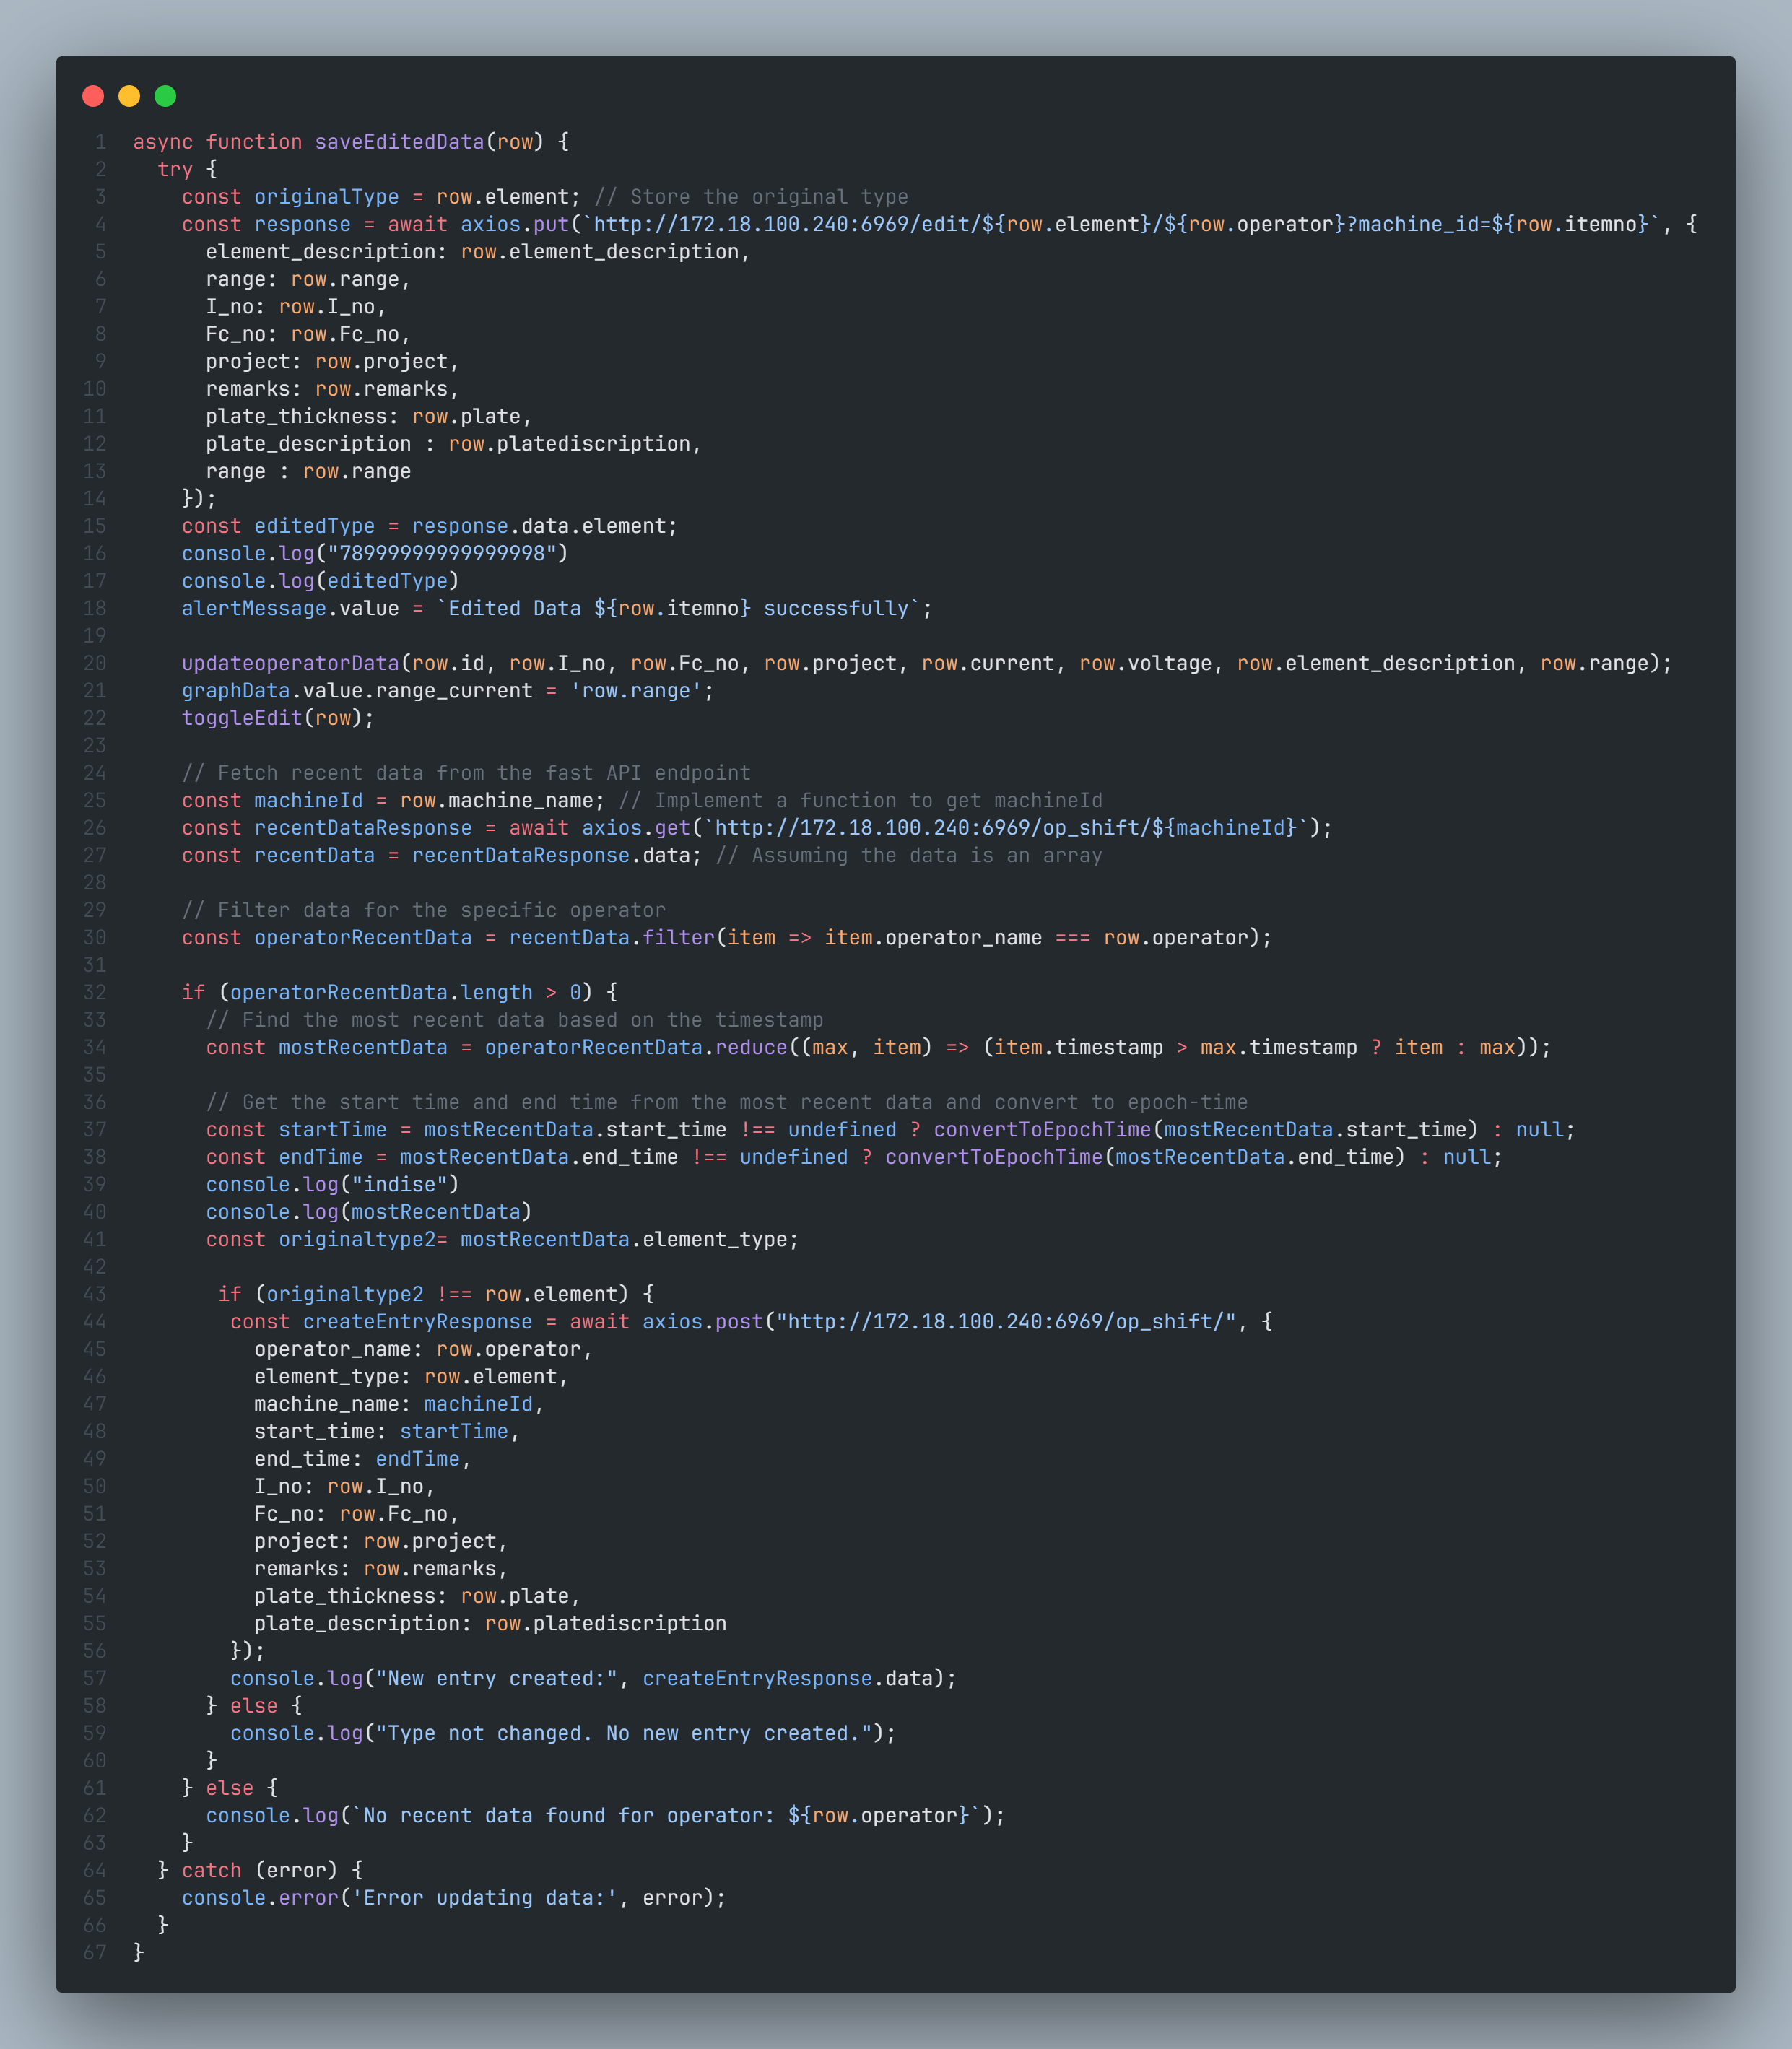 1 async function saveEditedData(row) {
2   try {
3     const originalType = row.element; // Store the original type
4     const response = await axios.put(`http://172.18.100.240:6969/edit/${row.element}/${row.operator}?machine_id=${row.itemno}`, {
5       element_description: row.element_description,
6       range: row.range,
7       I_no: row.I_no,
8       Fc_no: row.Fc_no,
9       project: row.project,
10       remarks: row.remarks,
11       plate_thickness: row.plate,
12       plate_description : row.platediscription,
13       range : row.range
14     });
15     const editedType = response.data.element;
16     console.log("78999999999999998")
17     console.log(editedType)
18     alertMessage.value = `Edited Data ${row.itemno} successfully`;
19
20     updateoperatorData(row.id, row.I_no, row.Fc_no, row.project, row.current, row.voltage, row.element_description, row.range);
21     graphData.value.range_current = 'row.range';
22     toggleEdit(row);
23
24     // Fetch recent data from the fast API endpoint
25     const machineId = row.machine_name; // Implement a function to get machineId
26     const recentDataResponse = await axios.get(`http://172.18.100.240:6969/op_shift/${machineId}`);
27     const recentData = recentDataResponse.data; // Assuming the data is an array
28
29     // Filter data for the specific operator
30     const operatorRecentData = recentData.filter(item => item.operator_name === row.operator);
31
32     if (operatorRecentData.length > 0) {
33       // Find the most recent data based on the timestamp
34       const mostRecentData = operatorRecentData.reduce((max, item) => (item.timestamp > max.timestamp ? item : max));
35
36       // Get the start time and end time from the most recent data and convert to epoch-time
37       const startTime = mostRecentData.start_time !== undefined ? convertToEpochTime(mostRecentData.start_time) : null;
38       const endTime = mostRecentData.end_time !== undefined ? convertToEpochTime(mostRecentData.end_time) : null;
39       console.log("indise")
40       console.log(mostRecentData)
41       const originaltype2= mostRecentData.element_type;
42
43        if (originaltype2 !== row.element) {
44         const createEntryResponse = await axios.post("http://172.18.100.240:6969/op_shift/", {
45           operator_name: row.operator,
46           element_type: row.element,
47           machine_name: machineId,
48           start_time: startTime,
49           end_time: endTime,
50           I_no: row.I_no,
51           Fc_no: row.Fc_no,
52           project: row.project,
53           remarks: row.remarks,
54           plate_thickness: row.plate,
55           plate_description: row.platediscription
56         });
57         console.log("New entry created:", createEntryResponse.data);
58       } else {
59         console.log("Type not changed. No new entry created.");
60       }
61     } else {
62       console.log(`No recent data found for operator: ${row.operator}`);
63     }
64   } catch (error) {
65     console.error('Error updating data:', error);
66   }
67 }